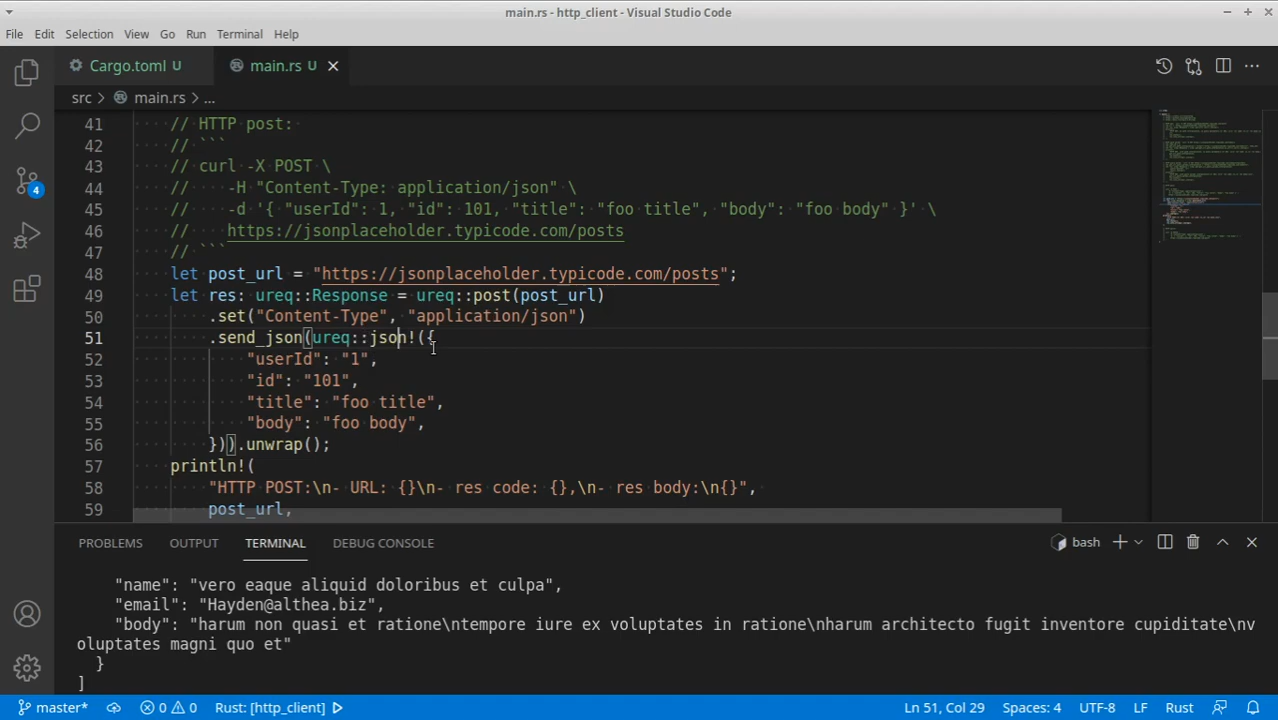 main.rs - http_client - Visual Studio Code
File Edit Selection View Go Run Terminal Help
Cargo.toml U main.rs U
src > main.rs > ...
41 // HTTP post:
42 // ```
43 // curl -X POST \
44 // -H "Content-Type: application/json" \
45 // -d '{ "userId": 1, "id": 101, "title": "foo title", "body": "foo body" }' \
46 // https://jsonplaceholder.typicode.com/posts
47 // ```
48 let post_url = "https://jsonplaceholder.typicode.com/posts";
49 let res: ureq::Response = ureq::post(post_url)
50 .set("Content-Type", "application/json")
51 .send_json(ureq::json!({
52 "userId": "1",
53 "id": "101",
54 "title": "foo title",
55 "body": "foo body",
56 })).unwrap();
57 println!(
58 "HTTP POST:\n- URL: {}\n- res code: {},\n- res body:\n{}",
59 post_url,
4
PROBLEMS OUTPUT TERMINAL DEBUG CONSOLE bash
"name": "vero eaque aliquid doloribus et culpa",
"email": "Hayden@althea.biz",
"body": "harum non quasi et ratione\ntempore iure ex voluptates in ratione\nharum architecto fugit inventore cupiditate\nv
oluptates magni quo et"
}
]
master* 0 0 Rust: [http_client] Ln 51, Col 29 Spaces: 4 UTF-8 LF Rust